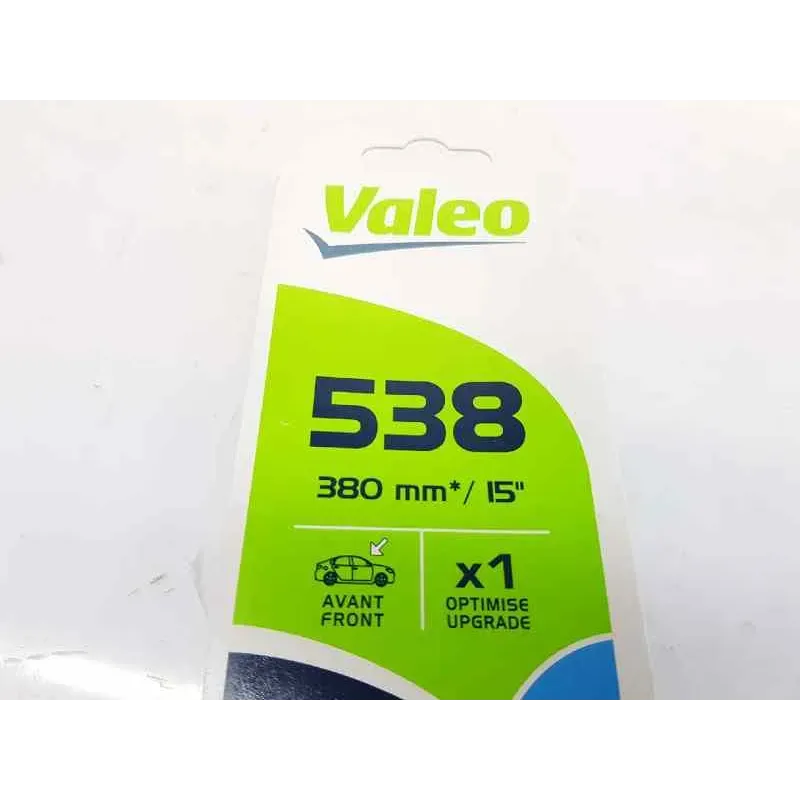 Valeo
538
380 mm*/ 15"
AVANT
FRONT
x1
OPTIMISE
UPGRADE